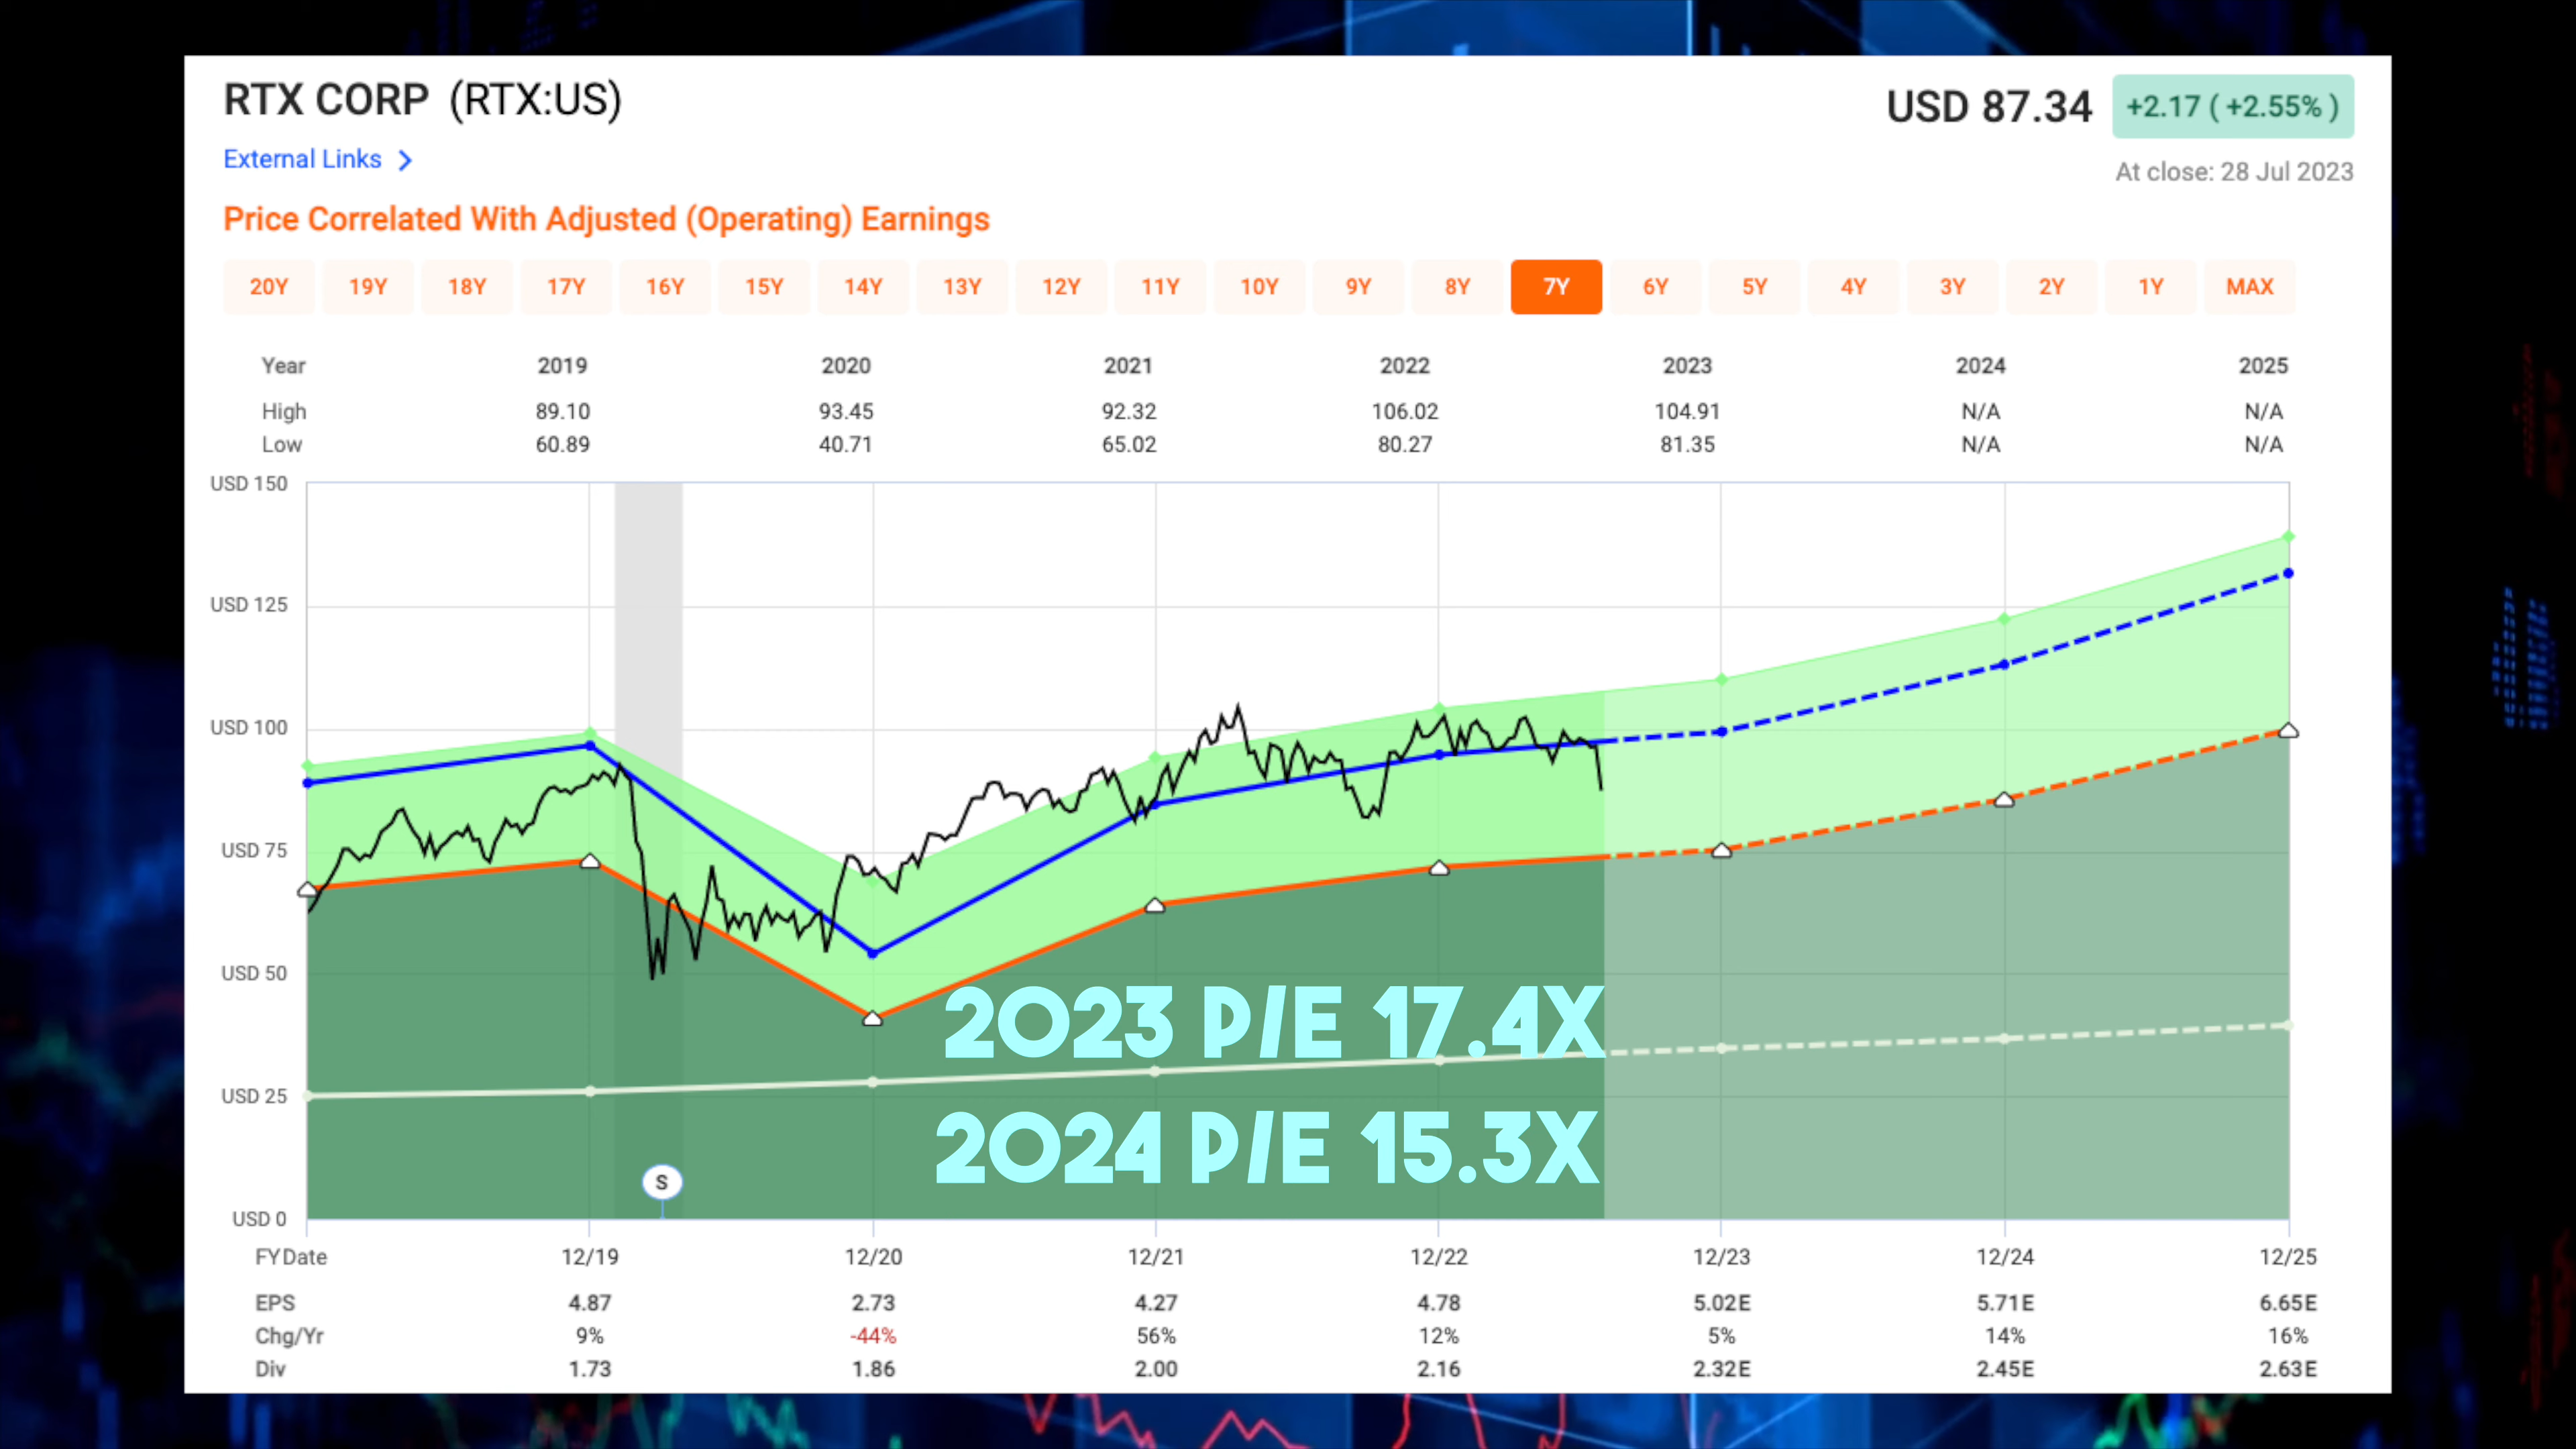 RTX CORP (RTX:US)
USD 87.34 +2.17 ( +2.55% )
External Links
At close: 28 Jul 2023
Price Correlated With Adjusted (Operating) Earnings
20Y 19Y 18Y 17Y 16Y 15Y 14Y 13Y 12Y 11Y 10Y 9Y 8Y 7Y 6Y 5Y 4Y 3Y 2Y 1Y MAX
Year 2019 2020 2021 2022 2023 2024 2025
High 89.10 93.45 92.32 106.02 104.91 N/A N/A
Low 60.89 40.71 65.02 80.27 81.35 N/A N/A
USD 150
USD 125
USD 100
USD 75
USD 50
2023 P/E 17.4X
USD 25
2024 P/E 15.3X
S
USD 0
FY Date 12/19 12/20 12/21 12/22 12/23 12/24 12/25
EPS 4.87 2.73 4.27 4.78 5.02E 5.71E 6.65E
Chg/Yr 9% -44% 56% 12% 5% 14% 16%
Div 1.73 1.86 2.00 2.16 2.32E 2.45E 2.63E